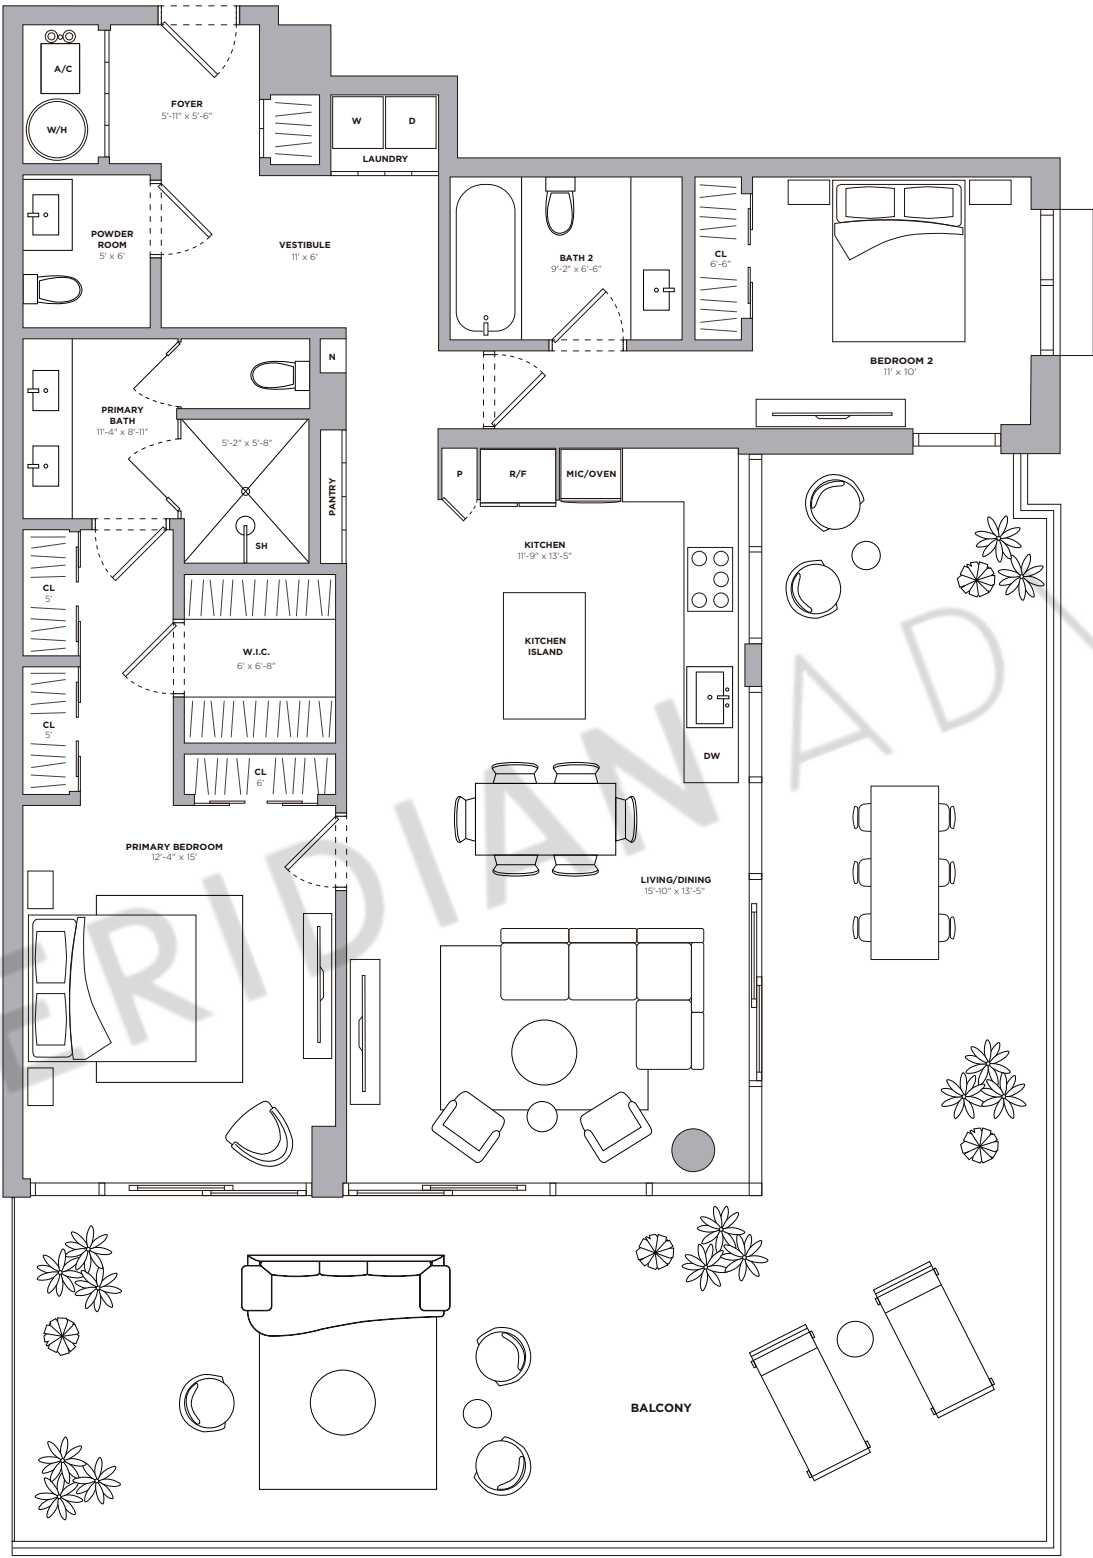 A/C
W/H
FOYER
5'-11" x 5'-6"
W
D
LAUNDRY
POWDER
ROOM
5' x 6'
VESTIBULE
11' x 6'
BATH 2
9'-2" x 6'-6"
CL
6'-6"
BEDROOM 2
11' x 10'
N
PRIMARY
BATH
11'-4" x 8'-11"
5'-2" x 5'-8"
SH
PANTRY
P
R/F
MIC/OVEN
KITCHEN
11'-9" x 13'-5"
CL
5'
KITCHEN
ISLAND
W.I.C.
6' x 6'-8"
CL
5'
DW
CL
6'
PRIMARY BEDROOM
12'-4" x 15'
LIVING/DINING
15'-10" x 13'-5"
ERIDIAN AD
BALCONY